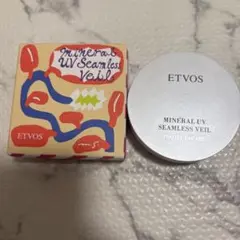 mineral
UV Seamless
Veil
ETVOS
ETVOS
MINERAL UV
SEAMLESS VEIL